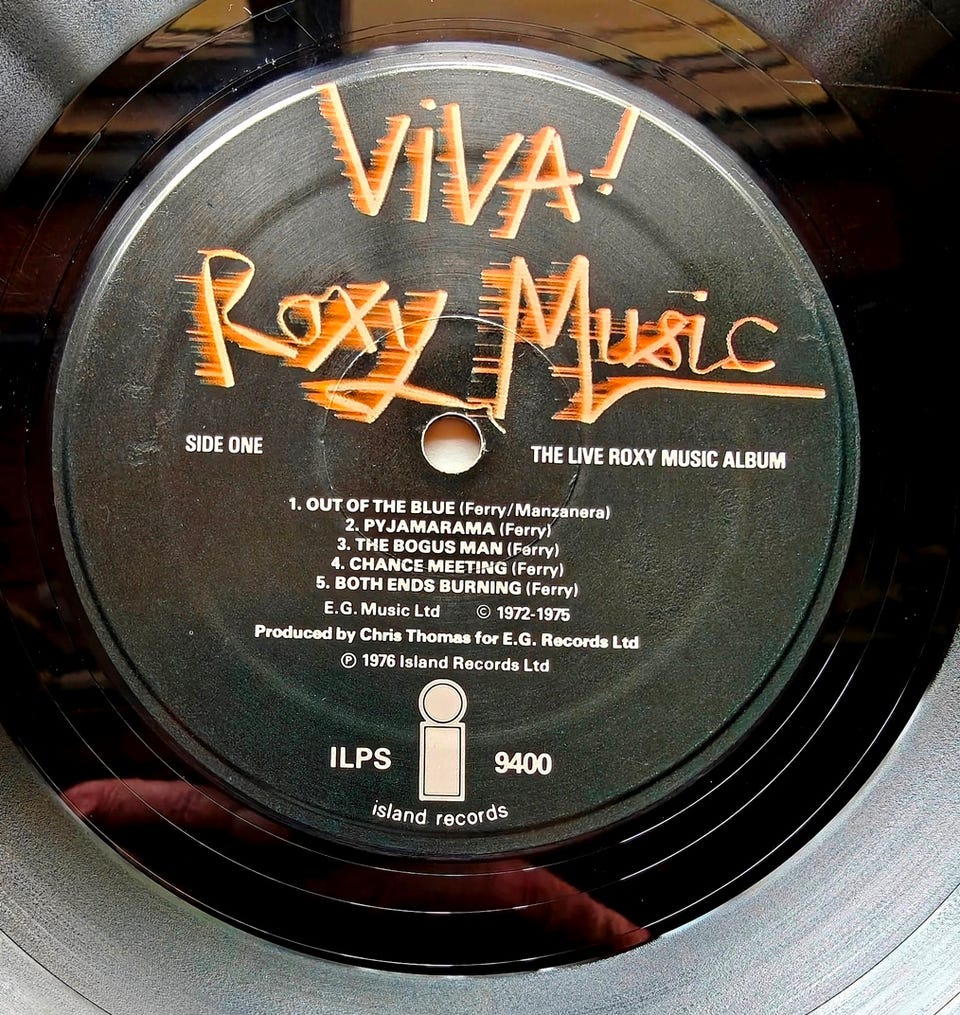 ViVA!
Roxy Music
SIDE ONE
THE LIVE ROXY MUSIC ALBUM
1. OUT OF THE BLUE (Ferry/Manzanera)
2. PYJAMARAMA (Ferry)
3. THE BOGUS MAN (Ferry)
4. CHANCE MEETING (Ferry)
5. BOTH ENDS BURNING (Ferry)
E.G. Music Ltd © 1972-1975
Produced by Chris Thomas for E.G. Records Ltd
℗ 1976 Island Records Ltd
ILPS 9400
island records